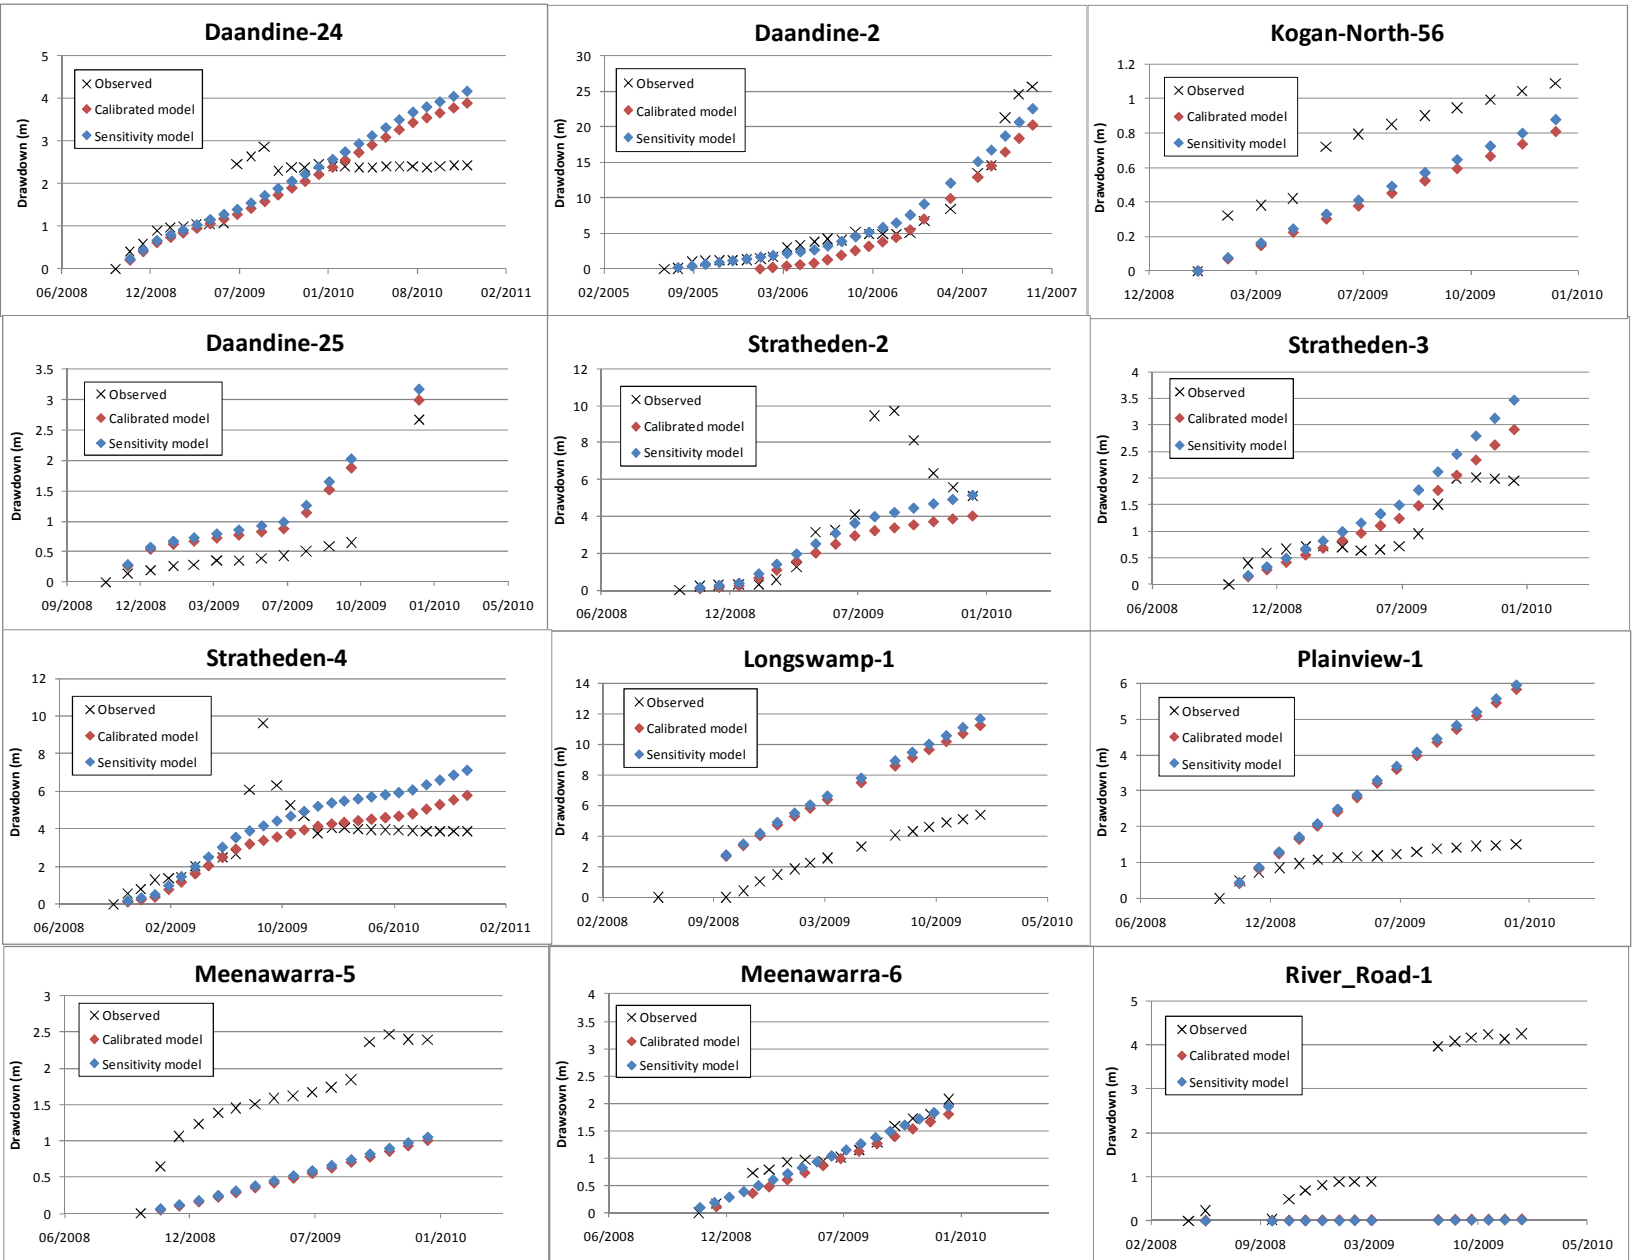 Daandine-24
5
4
3
2
1
0
Drawdown (m)
Observed
Calibrated model
Sensitivity model
06/2008 12/2008 07/2009 01/2010 08/2010 02/2011
Daandine-2
30
25
20
15
10
5
0
Drawdown (m)
Observed
Calibrated model
Sensitivity model
02/2005 09/2005 03/2006 10/2006 04/2007 11/2007
Kogan-North-56
1.2
1
0.8
0.6
0.4
0.2
0
Drawdown (m)
Observed
Calibrated model
Sensitivity model
12/2008 03/2009 07/2009 10/2009 01/2010
Daandine-25
3.5
3
2.5
2
1.5
1
0.5
0
Drawdown (m)
Observed
Calibrated model
Sensitivity model
09/2008 12/2008 03/2009 07/2009 10/2009 01/2010 05/2010
Stratheden-2
12
10
8
6
4
2
0
Drawdown (m)
Observed
Calibrated model
Sensitivity model
06/2008 12/2008 07/2009 01/2010
Stratheden-3
4
3.5
3
2.5
2
1.5
1
0.5
0
Drawdown (m)
Observed
Calibrated model
Sensitivity model
06/2008 12/2008 07/2009 01/2010
Stratheden-4
12
10
8
6
4
2
0
Drawdown (m)
Observed
Calibrated model
Sensitivity model
06/2008 02/2009 10/2009 06/2010 02/2011
Longswamp-1
14
12
10
8
6
4
2
0
Drawdown (m)
Observed
Calibrated model
Sensitivity model
02/2008 09/2008 03/2009 10/2009 05/2010
Plainview-1
6
5
4
3
2
1
0
Drawdown (m)
Observed
Calibrated model
Sensitivity model
06/2008 12/2008 07/2009 01/2010
Meenawarra-5
3
2.5
2
1.5
1
0.5
0
Drawdown (m)
Observed
Calibrated model
Sensitivity model
06/2008 12/2008 07/2009 01/2010
Meenawarra-6
4
3.5
3
2.5
2
1.5
1
0.5
0
Drawsown (m)
Observed
Calibrated model
Sensitivity model
06/2008 12/2008 07/2009 01/2010
River_Road-1
5
4
3
2
1
0
Drawdown (m)
Observed
Calibrated model
Sensitivity model
02/2008 09/2008 03/2009 10/2009 05/2010